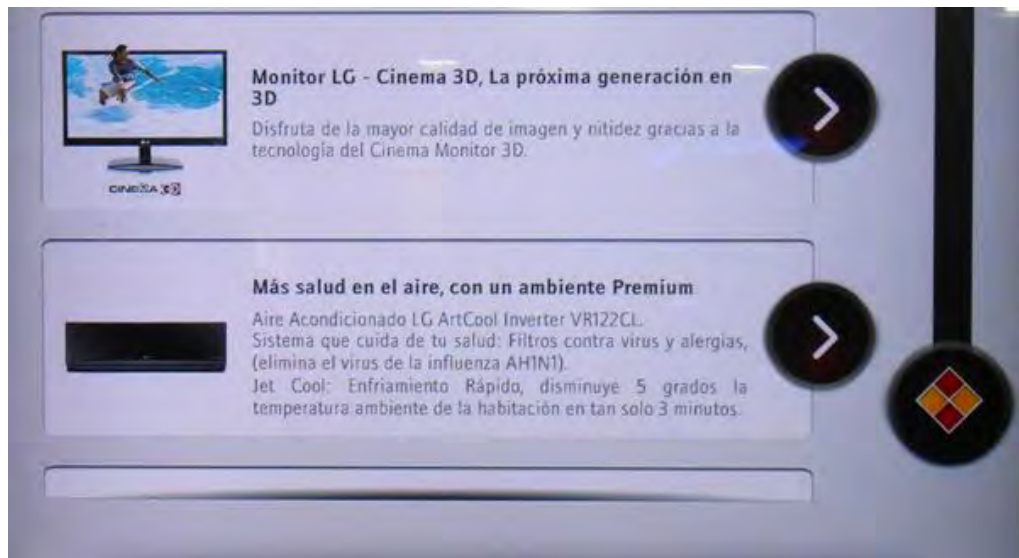 Monitor LG - Cinema 3D, La próxima generación en
3D
Disfruta de la mayor calidad de imagen y nitidez gracias a la
tecnología del Cinema Monitor 3D.
CINEMA 3D
Más salud en el aire, con un ambiente Premium
Aire Acondicionado LG ArtCool Inverter VR122CL.
Sistema que cuida de tu salud: Filtros contra virus y alergias,
(elimina el virus de la influenza AH1N1).
Jet Cool: Enfriamiento Rápido, disminuye 5 grados la
temperatura ambiente de la habitación en tan solo 3 minutos.